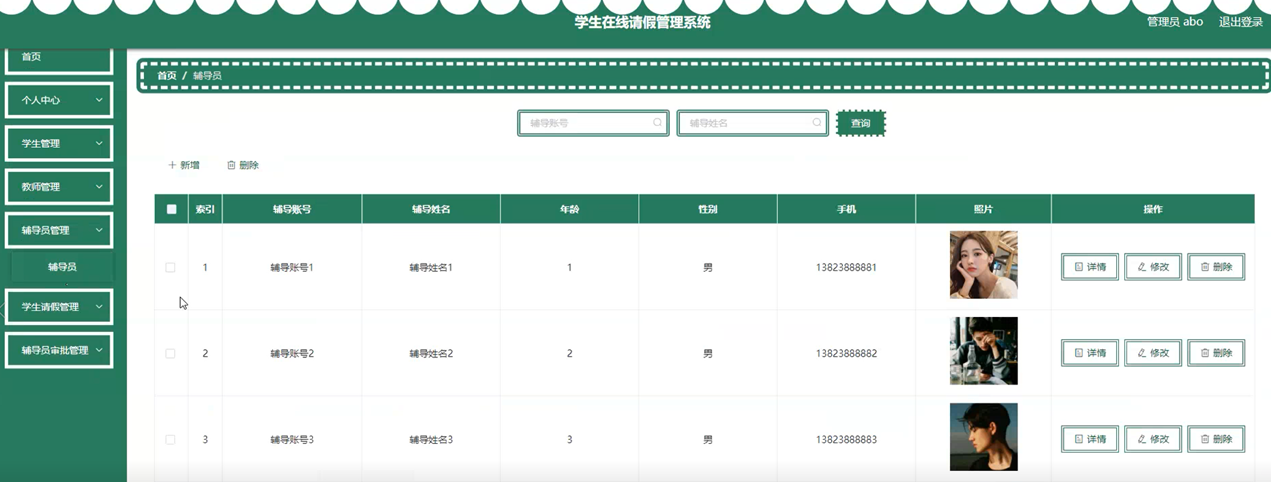 学生在线请假管理系统
管理员 abo 退出登录
首页
个人中心
学生管理
教师管理
辅导员管理
辅导员
学生请假管理
辅导员审批管理
首页 / 辅导员
辅导账号 辅导姓名 查询
新增 删除
索引 辅导账号 辅导姓名 年龄 性别 手机 照片 操作
1 辅导账号1 辅导姓名1 1 男 13823888881 详情 修改 删除
2 辅导账号2 辅导姓名2 2 男 13823888882 详情 修改 删除
3 辅导账号3 辅导姓名3 3 男 13823888883 详情 修改 删除